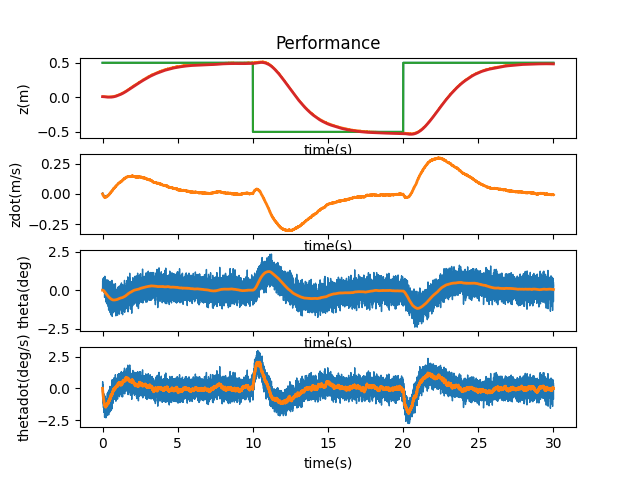 Performance
z(m)
0.5
0.0
−0.5
time(s)
zdot(m/s)
0.25
0.00
−0.25
time(s)
theta(deg)
2.5
0.0
−2.5
time(s)
thetadot(deg/s)
2.5
0.0
−2.5
0 5 10 15 20 25 30
time(s)